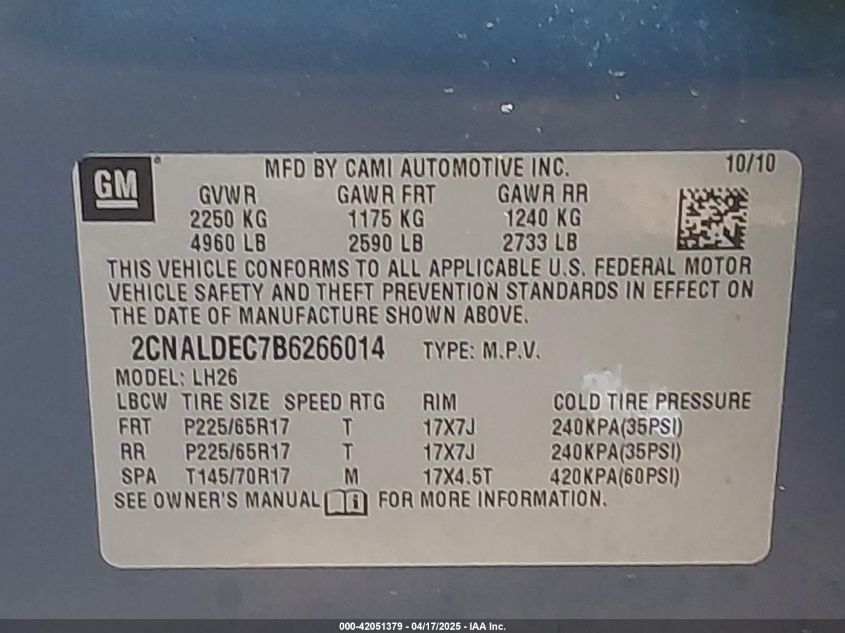 GM
MFD BY CAMI AUTOMOTIVE INC. 10/10
GVWR GAWR FRT GAWR RR
2250 KG 1175 KG 1240 KG
4960 LB 2590 LB 2733 LB
THIS VEHICLE CONFORMS TO ALL APPLICABLE U.S. FEDERAL MOTOR
VEHICLE SAFETY AND THEFT PREVENTION STANDARDS IN EFFECT ON
THE DATE OF MANUFACTURE SHOWN ABOVE.
2CNALDEC7B6266014 TYPE: M.P.V.
MODEL: LH26
LBCW TIRE SIZE SPEED RTG RIM COLD TIRE PRESSURE
FRT P225/65R17 T 17X7J 240KPA(35PSI)
RR P225/65R17 T 17X7J 240KPA(35PSI)
SPA T145/70R17 M 17X4.5T 420KPA(60PSI)
SEE OWNER'S MANUAL i FOR MORE INFORMATION.
000-42051379 - 04/17/2025 - IAA Inc.